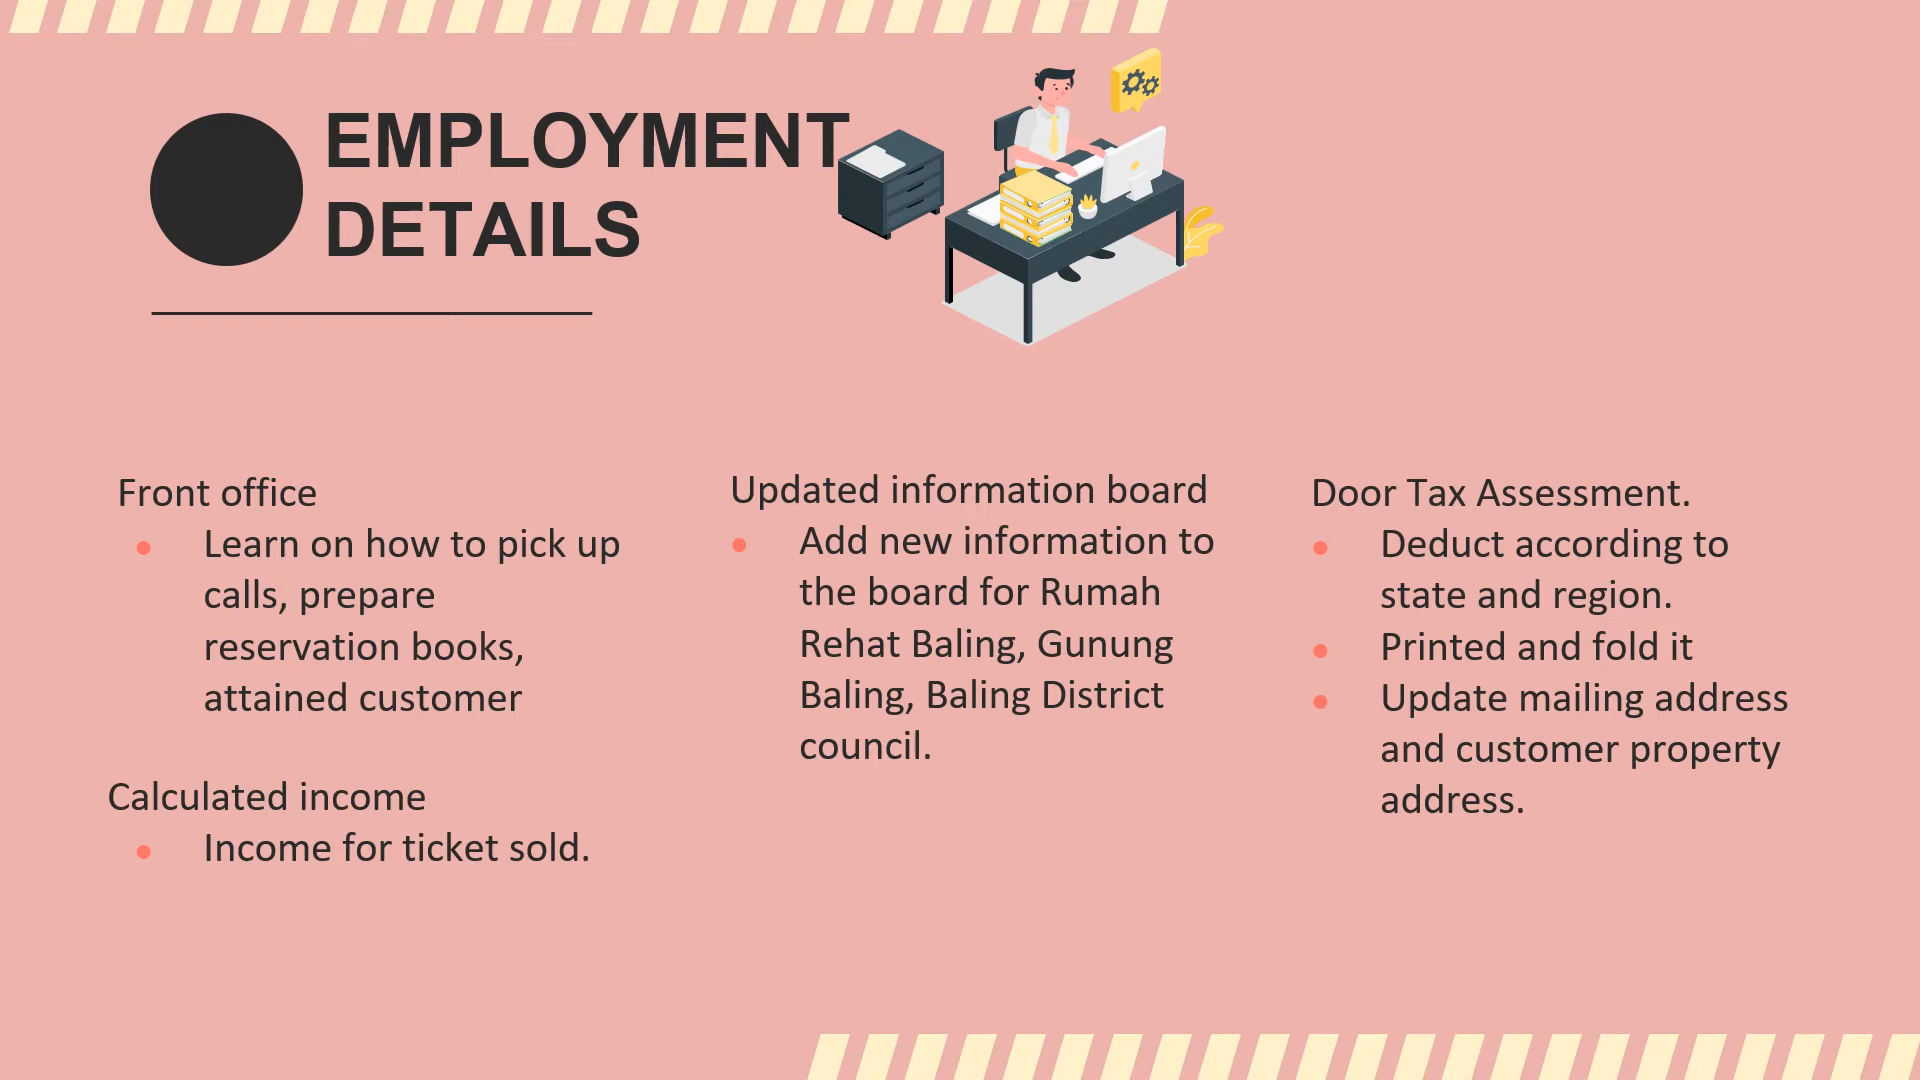 EMPLOYMENT
DETAILS
Front office
Learn on how to pick up
calls, prepare
reservation books,
attained customer
Calculated income
Income for ticket sold.
Updated information board
Add new information to
the board for Rumah
Rehat Baling, Gunung
Baling, Baling District
council.
Door Tax Assessment.
Deduct according to
state and region.
Printed and fold it
Update mailing address
and customer property
address.